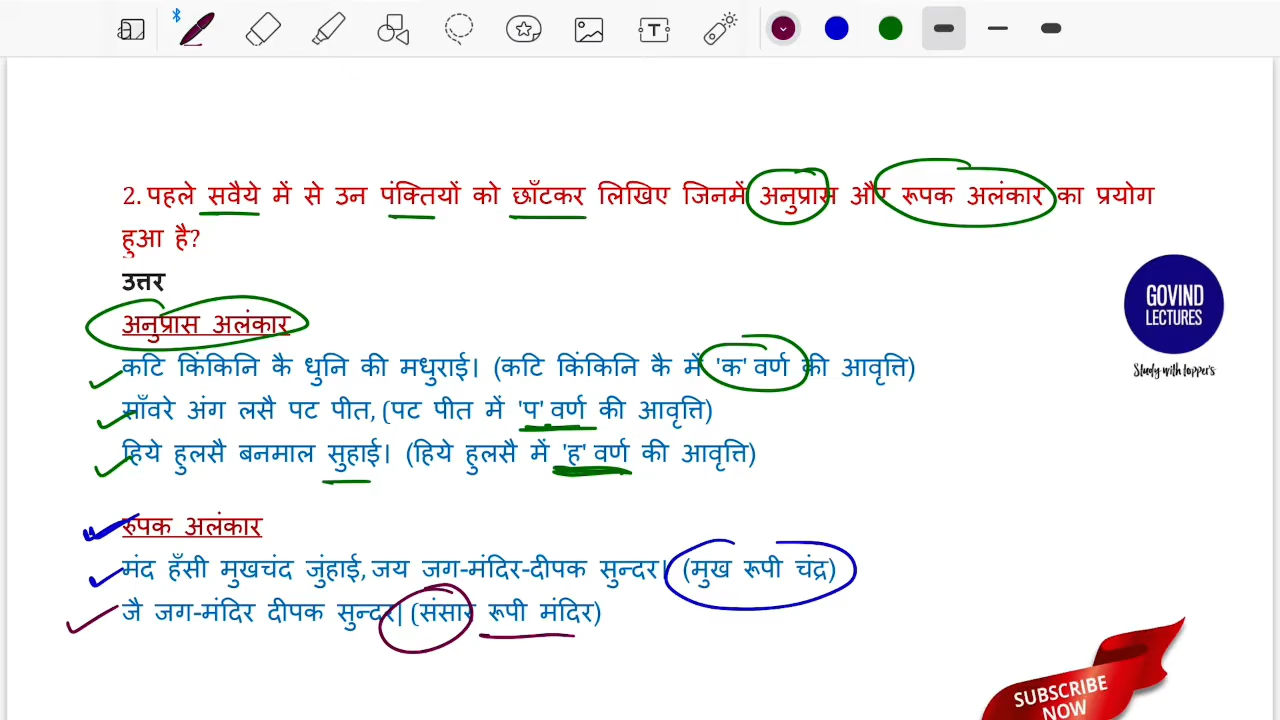 2. पहले सवैये में से उन पंक्तियों को छाँटकर लिखिए जिनमें अनुप्रास और रूपक अलंकार का प्रयोग
हुआ है?
उत्तर
अनुप्रास अलंकार
कटि किंकिनि कै धुनि की मधुराई। (कटि किंकिनि कै में 'क' वर्ण की आवृत्ति)
साँवरे अंग लसै पट पीत, (पट पीत में 'प' वर्ण की आवृत्ति)
हिये हुलसै बनमाल सुहाई। (हिये हुलसै में 'ह' वर्ण की आवृत्ति)
रुपक अलंकार
मंद हँसी मुखचंद जुंहाई, जय जग-मंदिर-दीपक सुन्दर। (मुख रूपी चंद्र)
जै जग-मंदिर दीपक सुन्दर| (संसार रूपी मंदिर)
GOVIND
LECTURES
Study with toppers
SUBSCRIBE
NOW